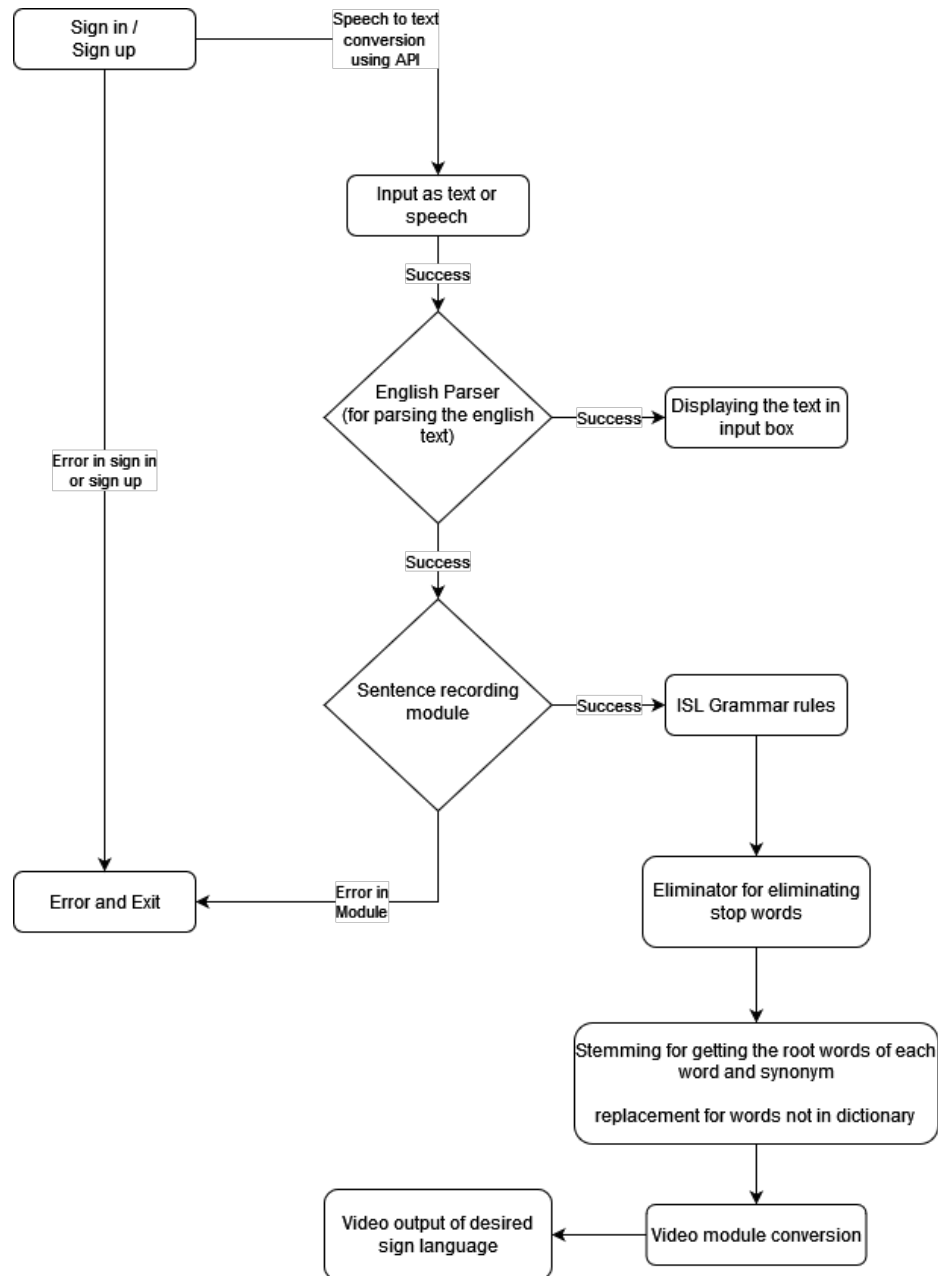 Sign in /
Sign up
Speech to text
conversion
using API
Input as text or
speech
Success
English Parser
(for parsing the english
text)
Success
Displaying the text in
input box
Error in sign in
or sign up
Success
Sentence recording
module
Success
ISL Grammar rules
Error and Exit
Error in
Module
Eliminator for eliminating
stop words
Stemming for getting the root words of each
word and synonym
replacement for words not in dictionary
Video output of desired
sign language
Video module conversion